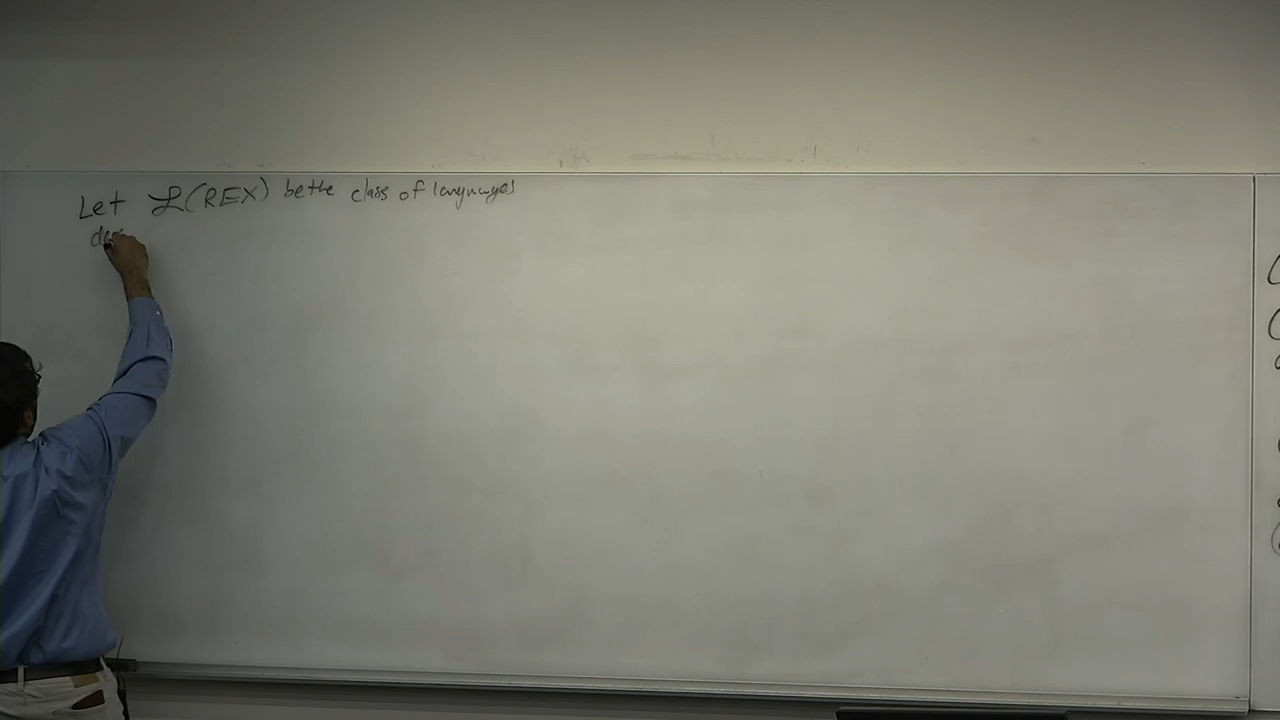 Let ℒ(REX) be the class of languages